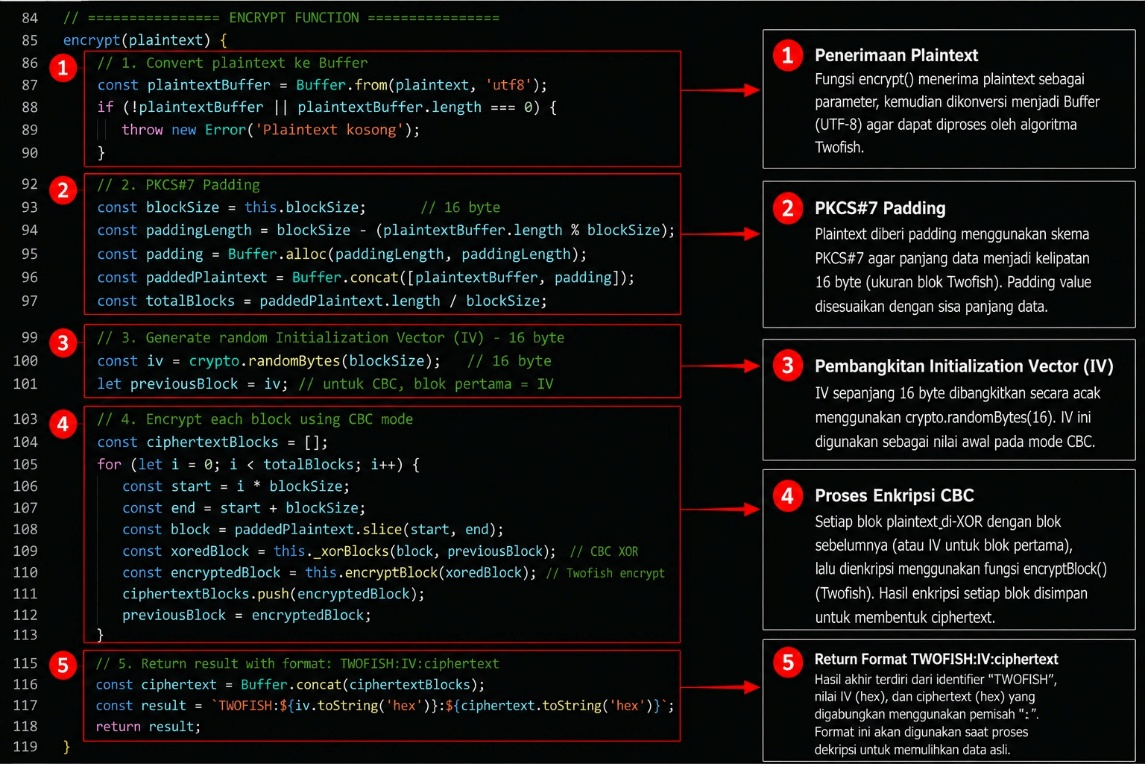 84 // ================ ENCRYPT FUNCTION ================
85 encrypt(plaintext) {
1
86 // 1. Convert plaintext ke Buffer
87 const plaintextBuffer = Buffer.from(plaintext, 'utf8');
88 if (!plaintextBuffer || plaintextBuffer.length === 0) {
89 throw new Error('Plaintext kosong');
90 }
2
92 // 2. PKCS#7 Padding
93 const blockSize = this.blockSize; // 16 byte
94 const paddingLength = blockSize - (plaintextBuffer.length % blockSize);
95 const padding = Buffer.alloc(paddingLength, paddingLength);
96 const paddedPlaintext = Buffer.concat([plaintextBuffer, padding]);
97 const totalBlocks = paddedPlaintext.length / blockSize;
3
99 // 3. Generate random Initialization Vector (IV) - 16 byte
100 const iv = crypto.randomBytes(blockSize); // 16 byte
101 let previousBlock = iv; // untuk CBC, blok pertama = IV
4
103 // 4. Encrypt each block using CBC mode
104 const ciphertextBlocks = [];
105 for (let i = 0; i < totalBlocks; i++) {
106 const start = i * blockSize;
107 const end = start + blockSize;
108 const block = paddedPlaintext.slice(start, end);
109 const xoredBlock = this._xorBlocks(block, previousBlock); // CBC XOR
110 const encryptedBlock = this.encryptBlock(xoredBlock); // Twofish encrypt
111 ciphertextBlocks.push(encryptedBlock);
112 previousBlock = encryptedBlock;
113 }
5
115 // 5. Return result with format: TWOFISH:IV:ciphertext
116 const ciphertext = Buffer.concat(ciphertextBlocks);
117 const result = `TWOFISH:${iv.toString('hex')}:${ciphertext.toString('hex')}`;
118 return result;
119 }
1 Penerimaan Plaintext
Fungsi encrypt() menerima plaintext sebagai
parameter, kemudian dikonversi menjadi Buffer
(UTF-8) agar dapat diproses oleh algoritma
Twofish.
2 PKCS#7 Padding
Plaintext diberi padding menggunakan skema
PKCS#7 agar panjang data menjadi kelipatan
16 byte (ukuran blok Twofish). Padding value
disesuaikan dengan sisa panjang data.
3 Pembangkitan Initialization Vector (IV)
IV sepanjang 16 byte dibangkitkan secara acak
menggunakan crypto.randomBytes(16). IV ini
digunakan sebagai nilai awal pada mode CBC.
4 Proses Enkripsi CBC
Setiap blok plaintext di-XOR dengan blok
sebelumnya (atau IV untuk blok pertama),
lalu dienkripsi menggunakan fungsi encryptBlock()
(Twofish). Hasil enkripsi setiap blok disimpan
untuk membentuk ciphertext.
5 Return Format TWOFISH:IV:ciphertext
Hasil akhir terdiri dari identifier “TWOFISH”,
nilai IV (hex), dan ciphertext (hex) yang
digabungkan menggunakan pemisah ":".
Format ini akan digunakan saat proses
dekripsi untuk memulihkan data asli.